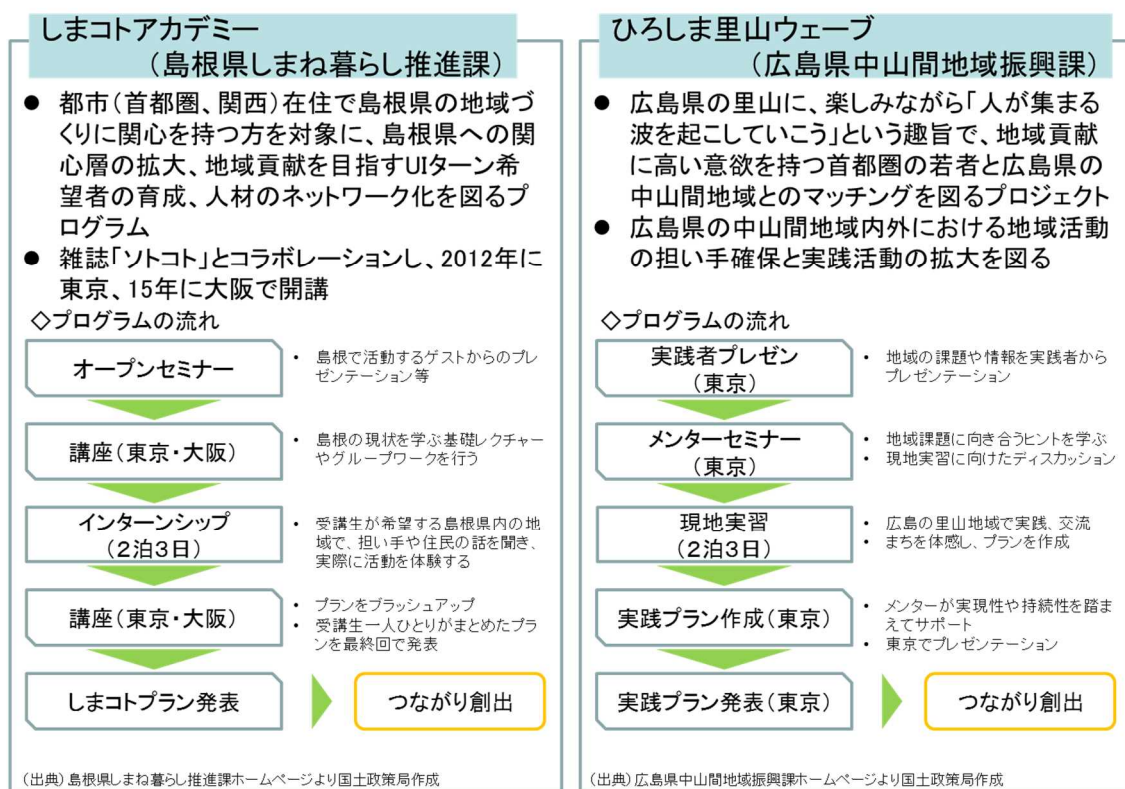 しまコトアカデミー
(島根県しまね暮らし推進課)
● 都市(首都圏、関西)在住で島根県の地域づ
くりに関心を持つ方を対象に、島根県への関
心層の拡大、地域貢献を目指すUIターン希
望者の育成、人材のネットワーク化を図るプ
ログラム
● 雑誌「ソトコト」とコラボレーションし、2012年に
東京、15年に大阪で開講
◇プログラムの流れ
オープンセミナー
• 島根で活動するゲストからのプレ
ゼンテーション等
講座(東京・大阪)
• 島根の現状を学ぶ基礎レクチャー
やグループワークを行う
インターンシップ
(2泊3日)
• 受講生が希望する島根県内の地
域で、担い手や住民の話を聞き、
実際に活動を体験する
講座(東京・大阪)
• プランをブラッシュアップ
• 受講生一人ひとりがまとめたプラ
ンを最終回で発表
しまコトプラン発表
つながり創出
(出典)島根県しまね暮らし推進課ホームページより国土政策局作成
ひろしま里山ウェーブ
(広島県中山間地域振興課)
● 広島県の里山に、楽しみながら「人が集まる
波を起こしていこう」という趣旨で、地域貢献
に高い意欲を持つ首都圏の若者と広島県の
中山間地域とのマッチングを図るプロジェクト
● 広島県の中山間地域内外における地域活動
の担い手確保と実践活動の拡大を図る
◇プログラムの流れ
実践者プレゼン
(東京)
• 地域の課題や情報を実践者から
プレゼンテーション
メンターセミナー
(東京)
• 地域課題に向き合うヒントを学ぶ
• 現地実習に向けたディスカッション
現地実習
(2泊3日)
• 広島の里山地域で実践、交流
• まちを体感し、プランを作成
実践プラン作成(東京)
• メンターが実現性や持続性を踏ま
えてサポート
• 東京でプレゼンテーション
実践プラン発表(東京)
つながり創出
(出典)広島県中山間地域振興課ホームページより国土政策局作成